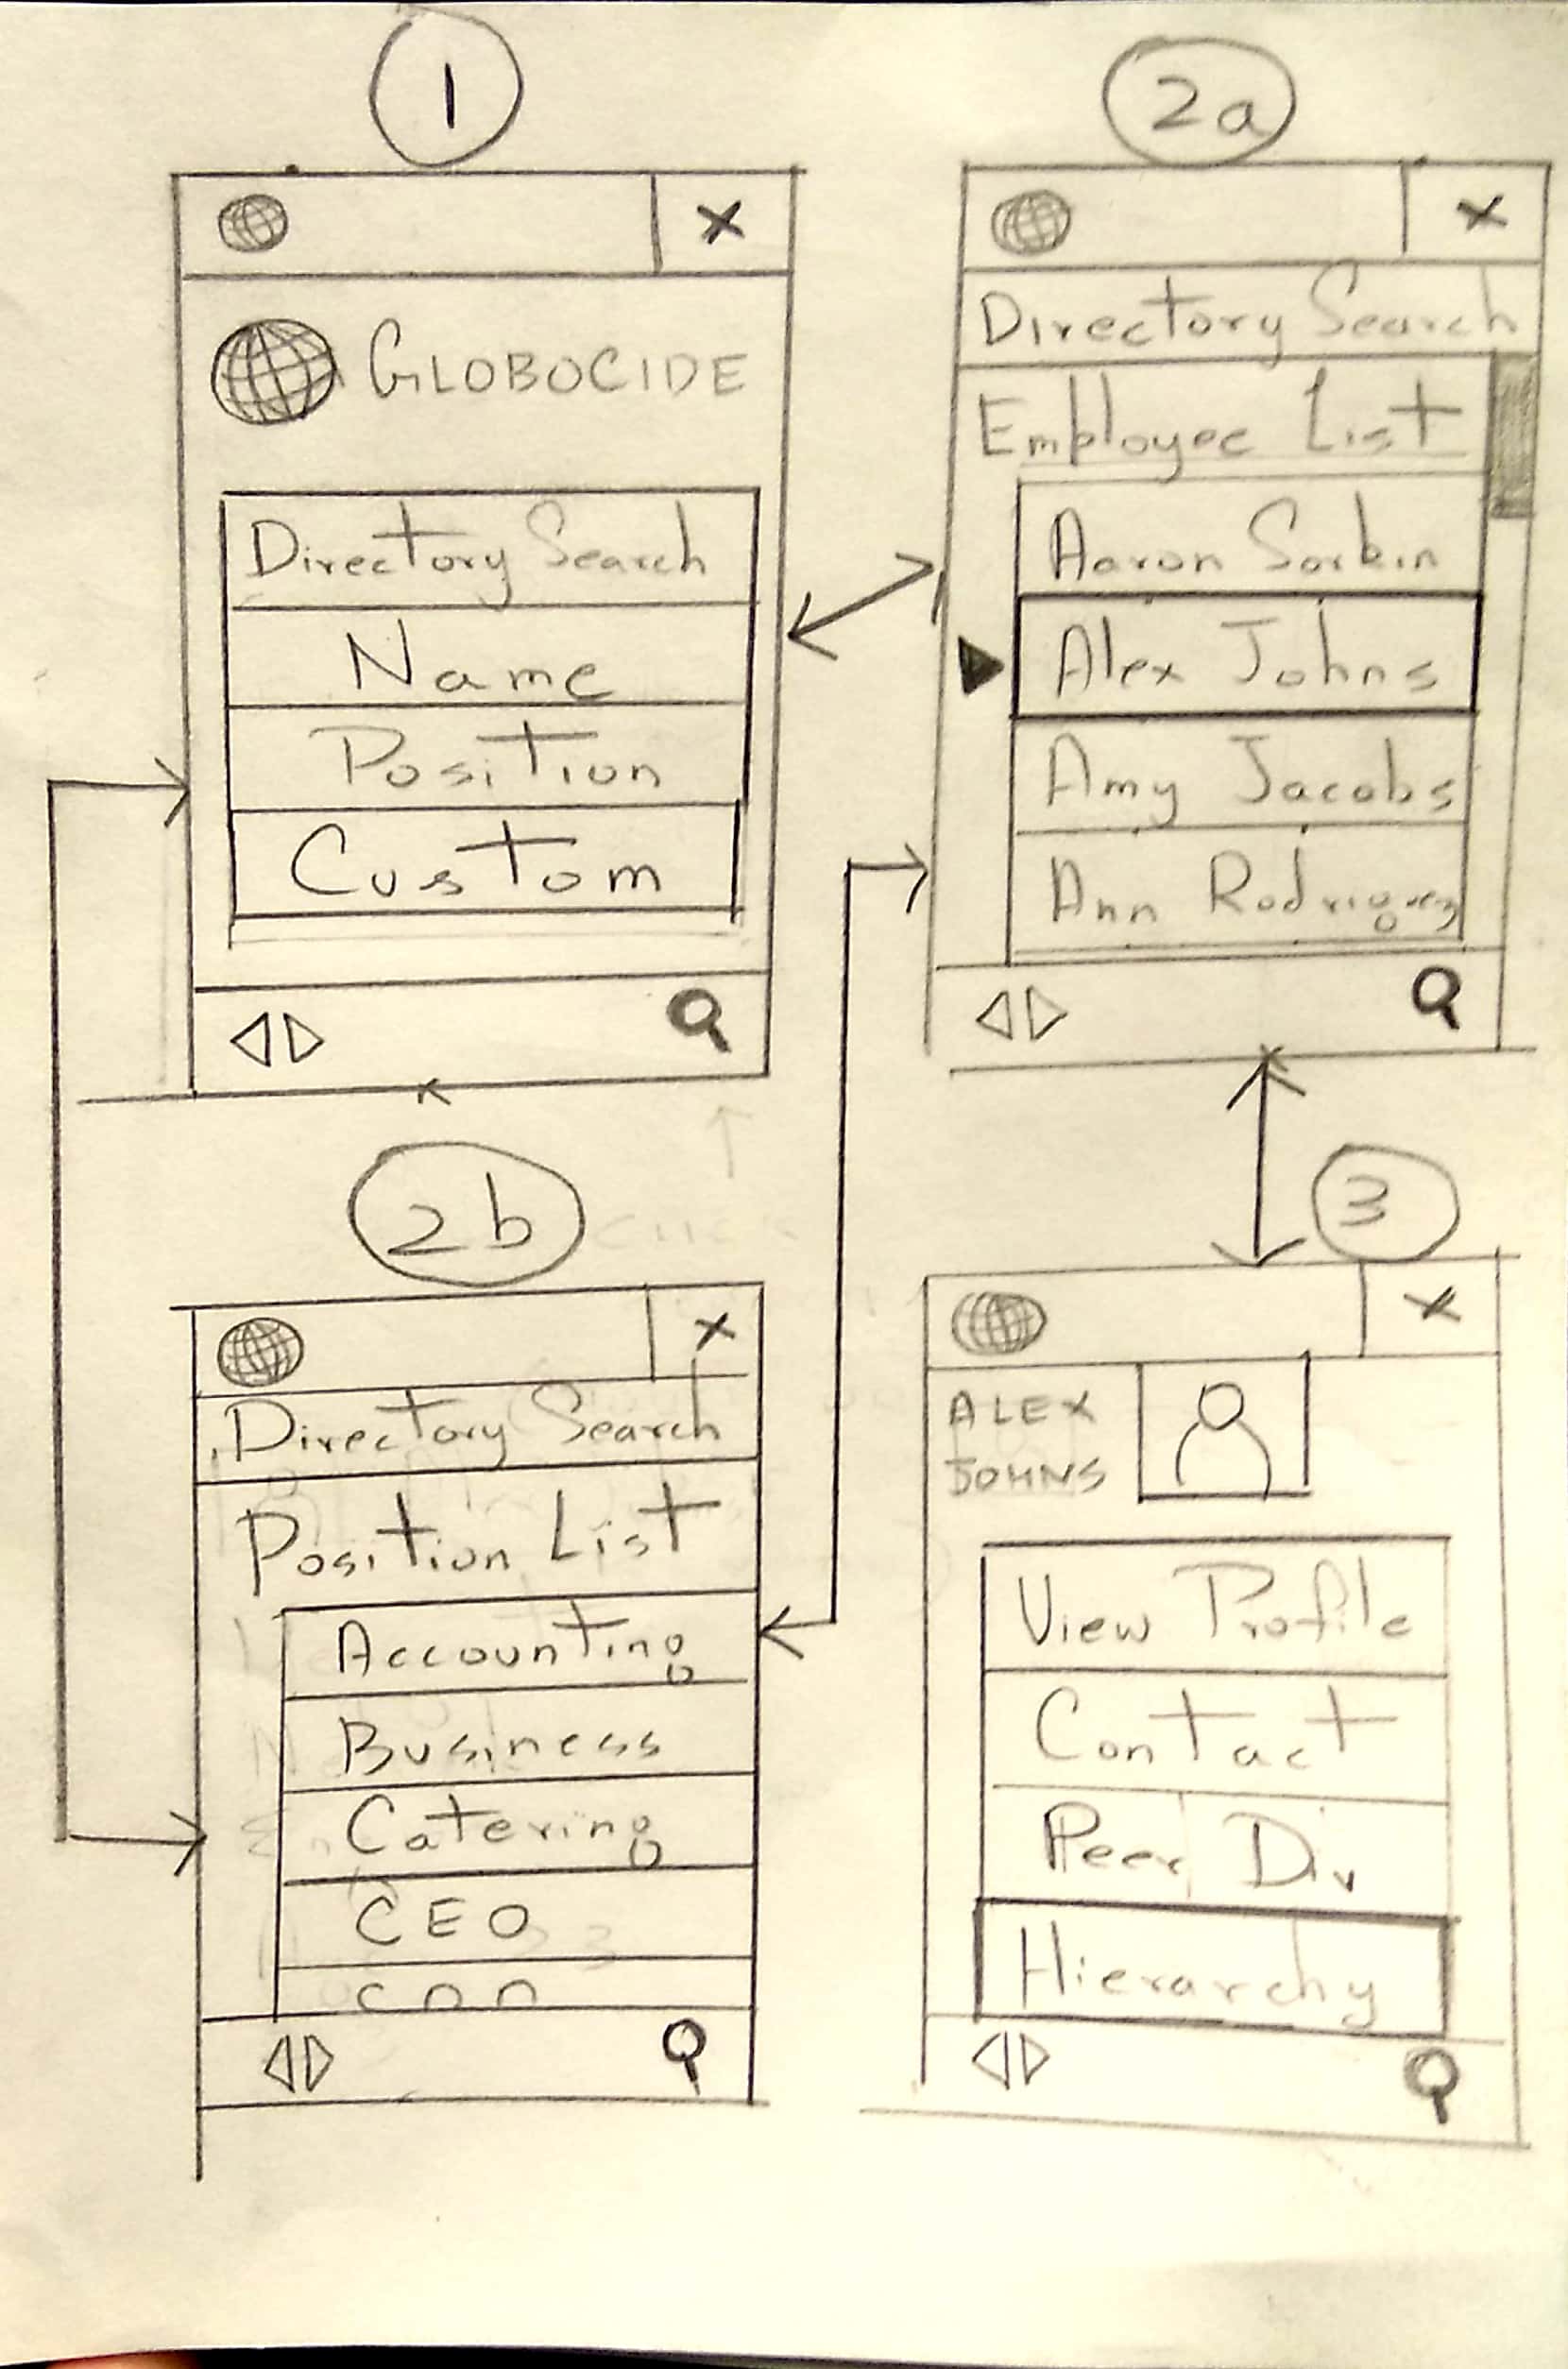 1
X
GLOBOCIDE
Directory Search
Name
Position
Custom
2a
X
Directory Search
Employee List
Aaron Sorkin
Alex Johns
Amy Jacobs
Ann Rodriguez
2b
X
Directory Search
Position List
Accounting
Business
Catering
CEO
3
X
ALEX
JOHNS
View Profile
Contact
Peer Div
Hierarchy